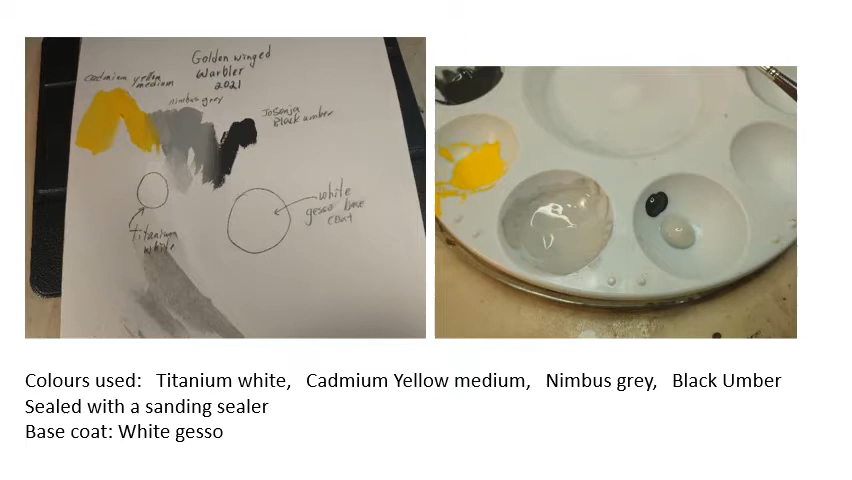 Golden winged
Warbler
2021
cadmium yellow
medium
nimbus grey
JoSonja
Black umber
white
gesso base
coat
titanium
white
Colours used: Titanium white, Cadmium Yellow medium, Nimbus grey, Black Umber
Sealed with a sanding sealer
Base coat: White gesso